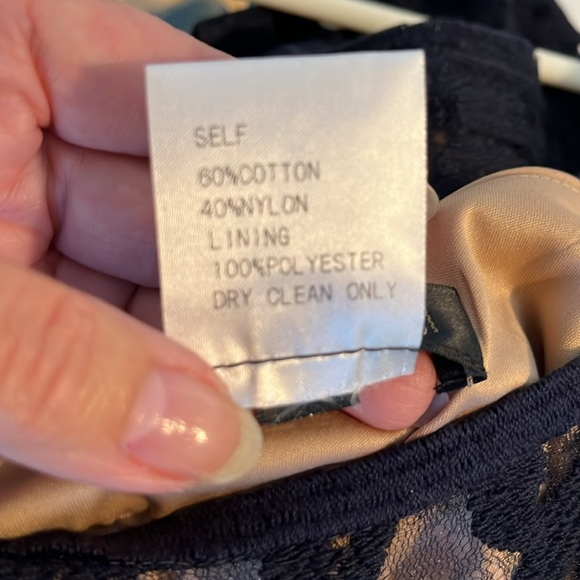 SELF
60%COTTON
40%NYLON
LINING
100%POLYESTER
DRY CLEAN ONLY